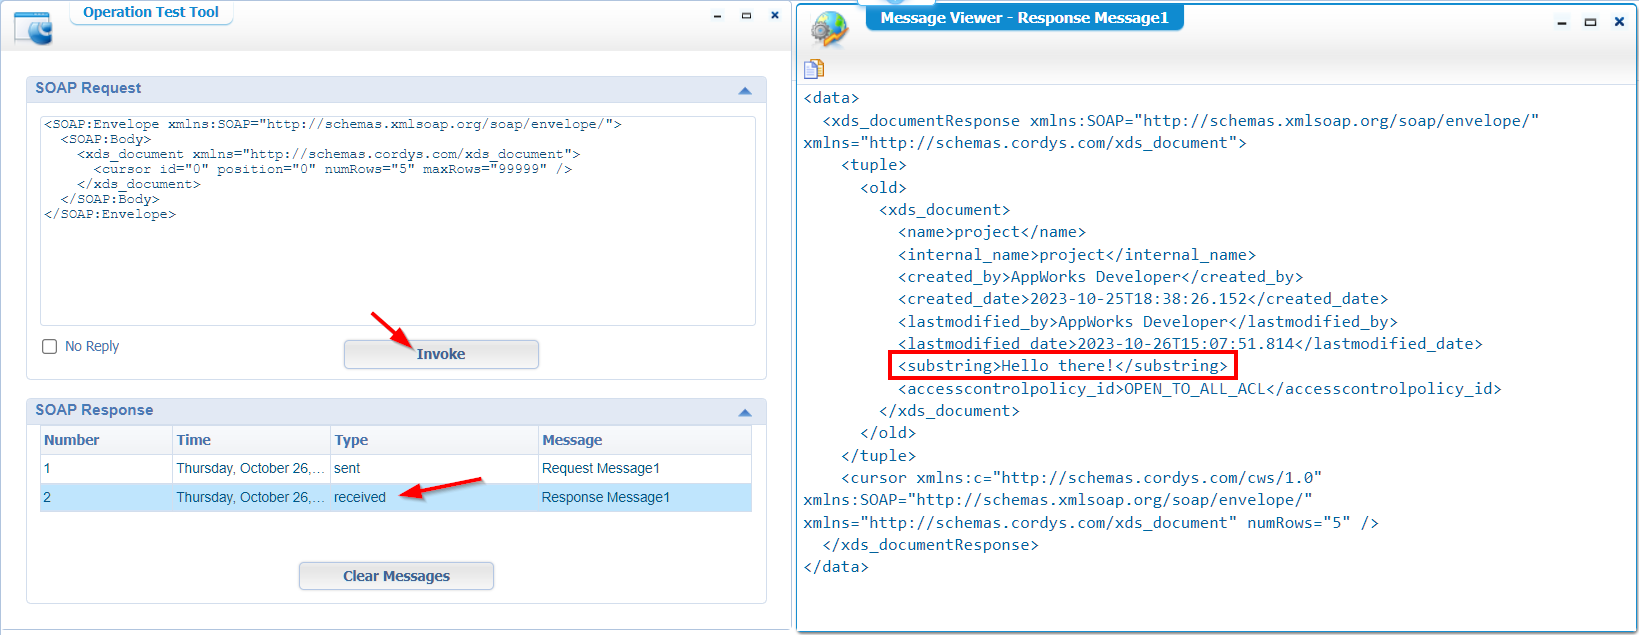 Operation Test Tool
SOAP Request
<SOAP:Envelope xmlns:SOAP="http://schemas.xmlsoap.org/soap/envelope/">
  <SOAP:Body>
    <xds_document xmlns="http://schemas.cordys.com/xds_document">
      <cursor id="0" position="0" numRows="5" maxRows="99999" />
    </xds_document>
  </SOAP:Body>
</SOAP:Envelope>
No Reply
Invoke
SOAP Response
Number Time Type Message
1 Thursday, October 26,... sent Request Message1
2 Thursday, October 26,... received Response Message1
Clear Messages
Message Viewer - Response Message1
<data>
  <xds_documentResponse xmlns:SOAP="http://schemas.xmlsoap.org/soap/envelope/"
xmlns="http://schemas.cordys.com/xds_document">
    <tuple>
      <old>
        <xds_document>
          <name>project</name>
          <internal_name>project</internal_name>
          <created_by>AppWorks Developer</created_by>
          <created_date>2023-10-25T18:38:26.152</created_date>
          <lastmodified_by>AppWorks Developer</lastmodified_by>
          <lastmodified_date>2023-10-26T15:07:51.814</lastmodified_date>
          <substring>Hello there!</substring>
          <accesscontrolpolicy_id>OPEN_TO_ALL_ACL</accesscontrolpolicy_id>
        </xds_document>
      </old>
    </tuple>
    <cursor xmlns:c="http://schemas.cordys.com/cws/1.0"
xmlns:SOAP="http://schemas.xmlsoap.org/soap/envelope/"
xmlns="http://schemas.cordys.com/xds_document" numRows="5" />
  </xds_documentResponse>
</data>